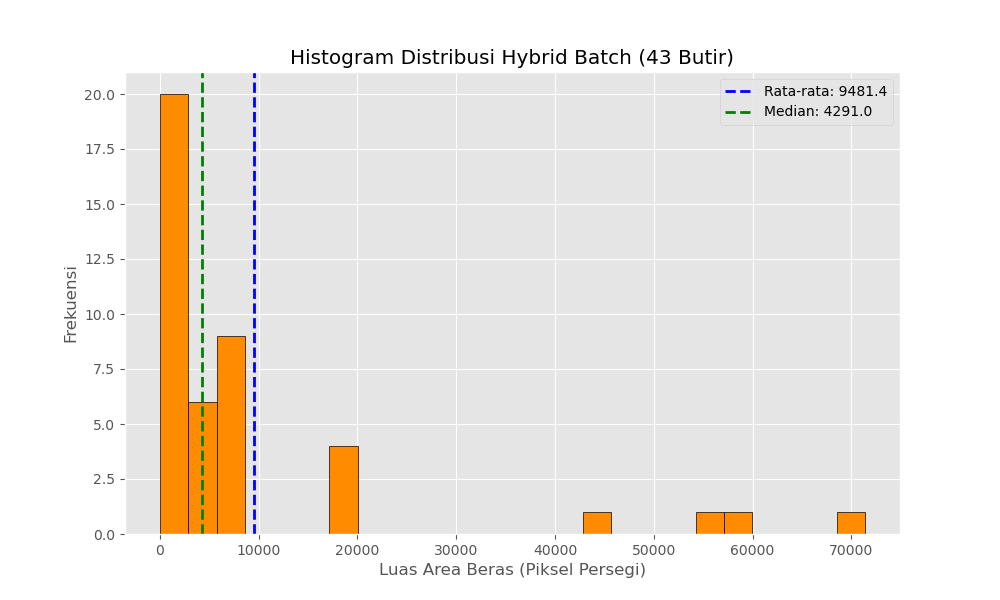 Histogram Distribusi Hybrid Batch (43 Butir)
Rata-rata: 9481.4
Median: 4291.0
20.0
17.5
15.0
12.5
10.0
7.5
5.0
2.5
0.0
Frekuensi
0 10000 20000 30000 40000 50000 60000 70000
Luas Area Beras (Piksel Persegi)